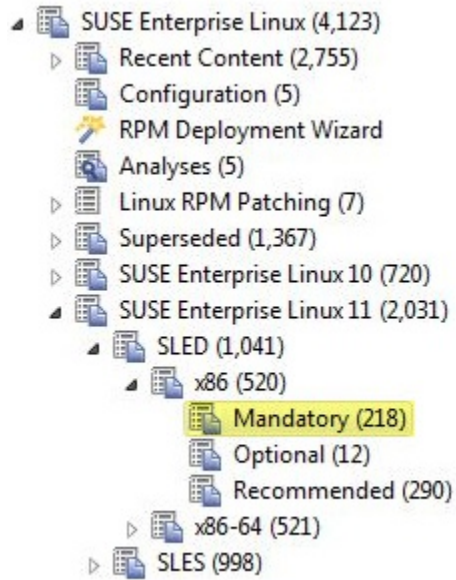 SUSE Enterprise Linux (4,123)
Recent Content (2,755)
Configuration (5)
RPM Deployment Wizard
Analyses (5)
Linux RPM Patching (7)
Superseded (1,367)
SUSE Enterprise Linux 10 (720)
SUSE Enterprise Linux 11 (2,031)
SLED (1,041)
x86 (520)
Mandatory (218)
Optional (12)
Recommended (290)
x86-64 (521)
SLES (998)